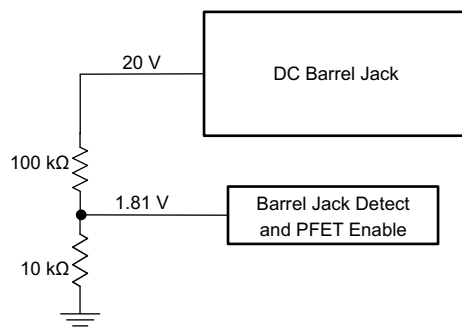 20 V
DC Barrel Jack
100 kΩ
1.81 V
Barrel Jack Detect
and PFET Enable
10 kΩ